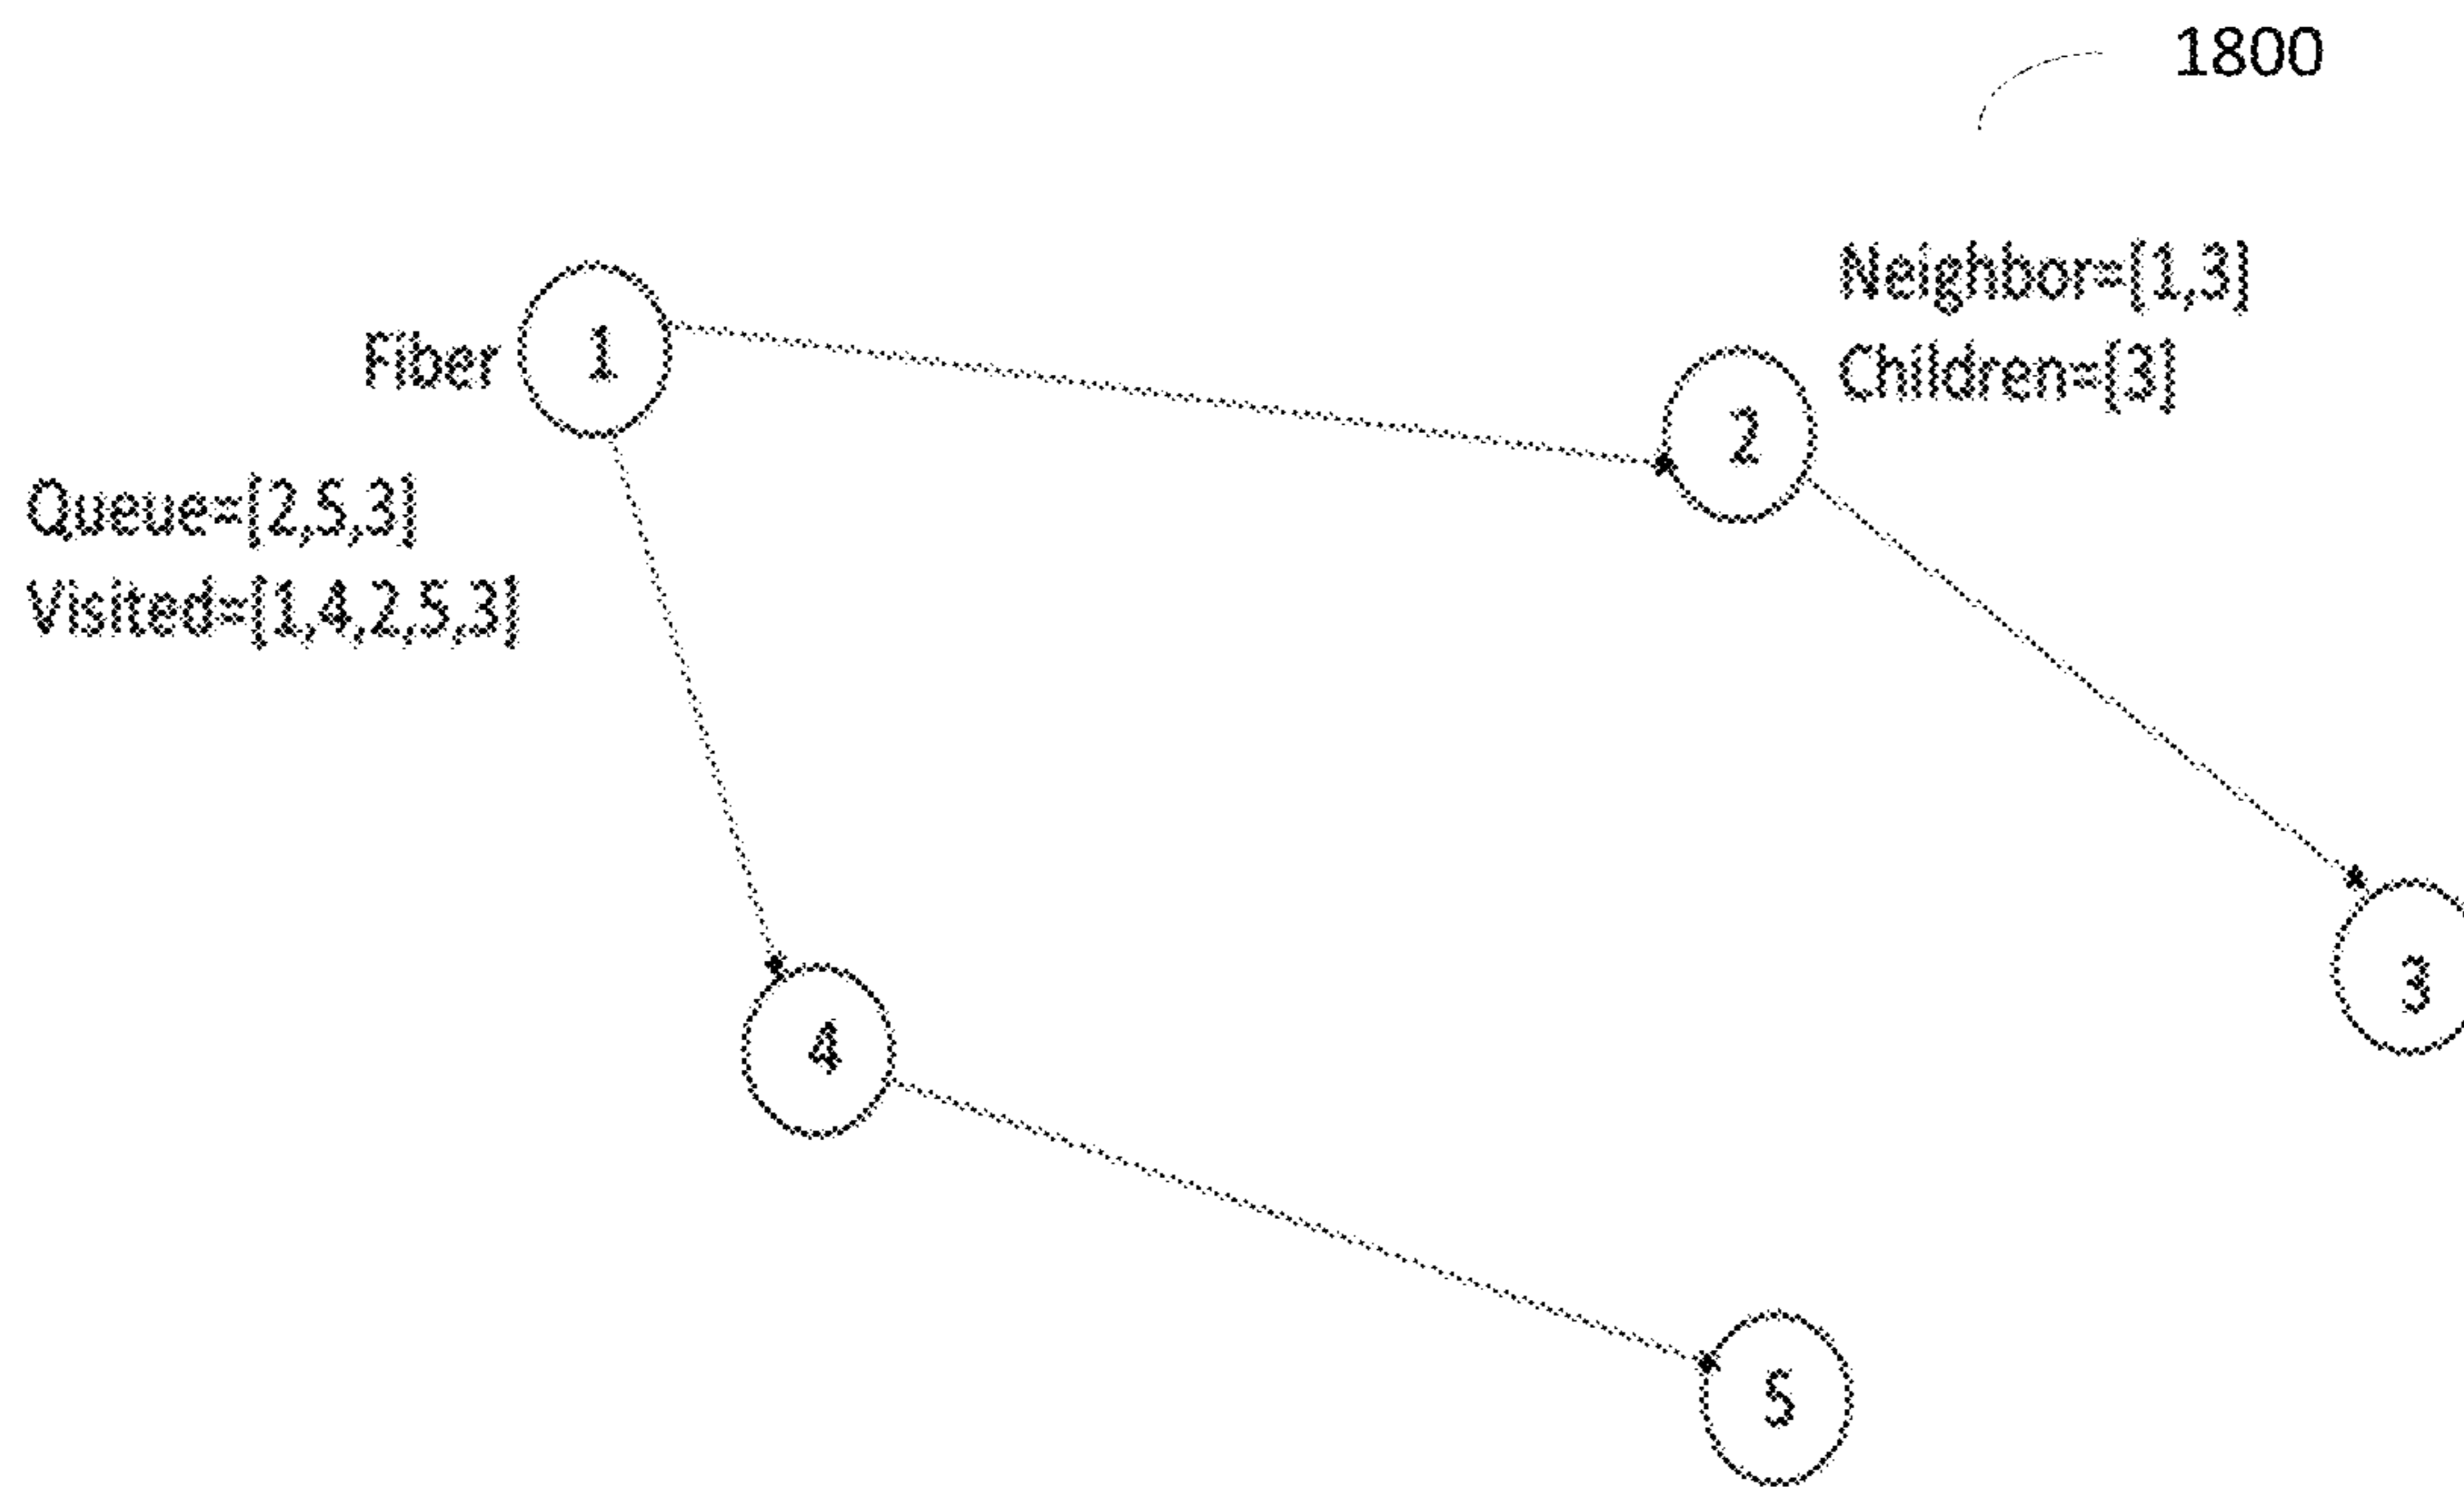 1800
Neighbor=[1,3]
Children=[3]
Fiber
1
2
Queue=[2,5,3]
Visited=[1,4,2,5,3]
3
4
5